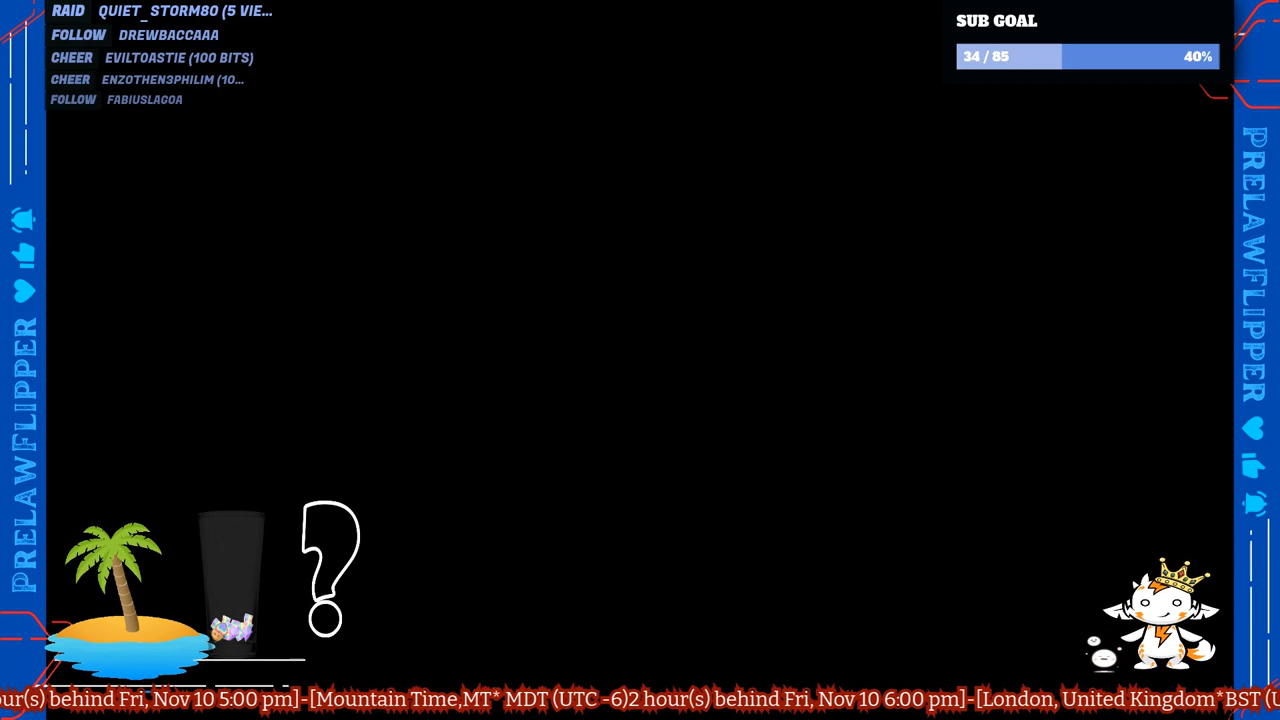 RAID QUIET_STORM80 (5 VIE...
FOLLOW DREWBACCAAA
CHEER EVILTOASTIE (100 BITS)
CHEER ENZOTHEN3PHILIM (10...
FOLLOW FABIUSLAGOA
SUB GOAL
34 / 85 40%
PRELAWFLIPPER
PRELAWFLIPPER
?
our(s) behind Fri, Nov 10 5:00 pm]-[Mountain Time,MT* MDT (UTC -6)2 hour(s) behind Fri, Nov 10 6:00 pm]-[London, United Kingdom*BST (U